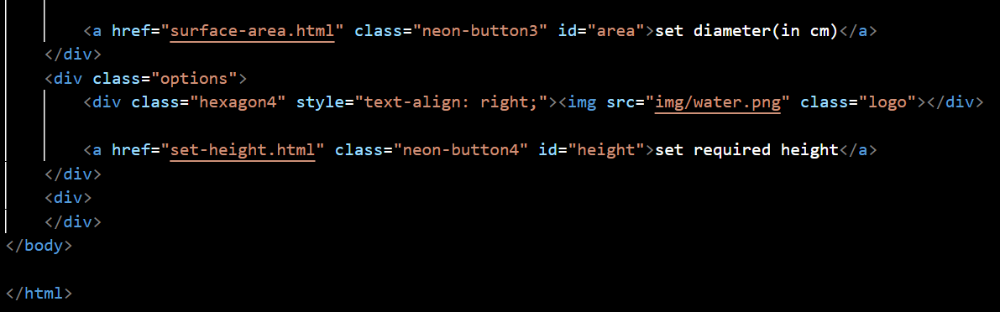 <a href="surface-area.html" class="neon-button3" id="area">set diameter(in cm)</a>
</div>
<div class="options">
<div class="hexagon4" style="text-align: right;"><img src="img/water.png" class="logo"></div>
<a href="set-height.html" class="neon-button4" id="height">set required height</a>
</div>
<div>
</div>
</body>
</html>